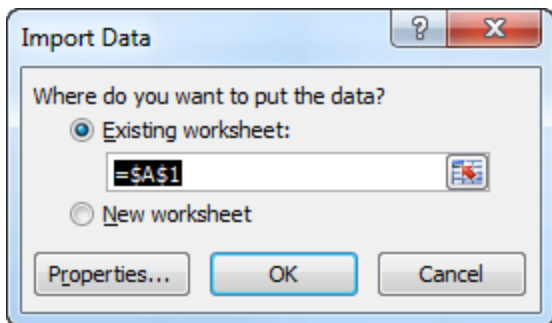 Import Data
Where do you want to put the data?
Existing worksheet:
=$A$1
New worksheet
Properties... OK Cancel